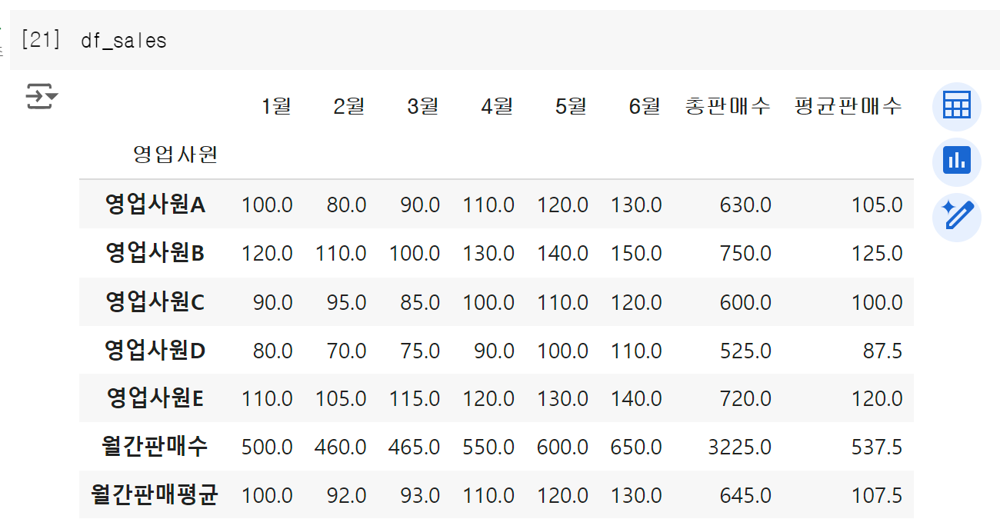 [21] df_sales
1월 2월 3월 4월 5월 6월 총판매수 평균판매수
영업사원
영업사원A 100.0 80.0 90.0 110.0 120.0 130.0 630.0 105.0
영업사원B 120.0 110.0 100.0 130.0 140.0 150.0 750.0 125.0
영업사원C 90.0 95.0 85.0 100.0 110.0 120.0 600.0 100.0
영업사원D 80.0 70.0 75.0 90.0 100.0 110.0 525.0 87.5
영업사원E 110.0 105.0 115.0 120.0 130.0 140.0 720.0 120.0
월간판매수 500.0 460.0 465.0 550.0 600.0 650.0 3225.0 537.5
월간판매평균 100.0 92.0 93.0 110.0 120.0 130.0 645.0 107.5